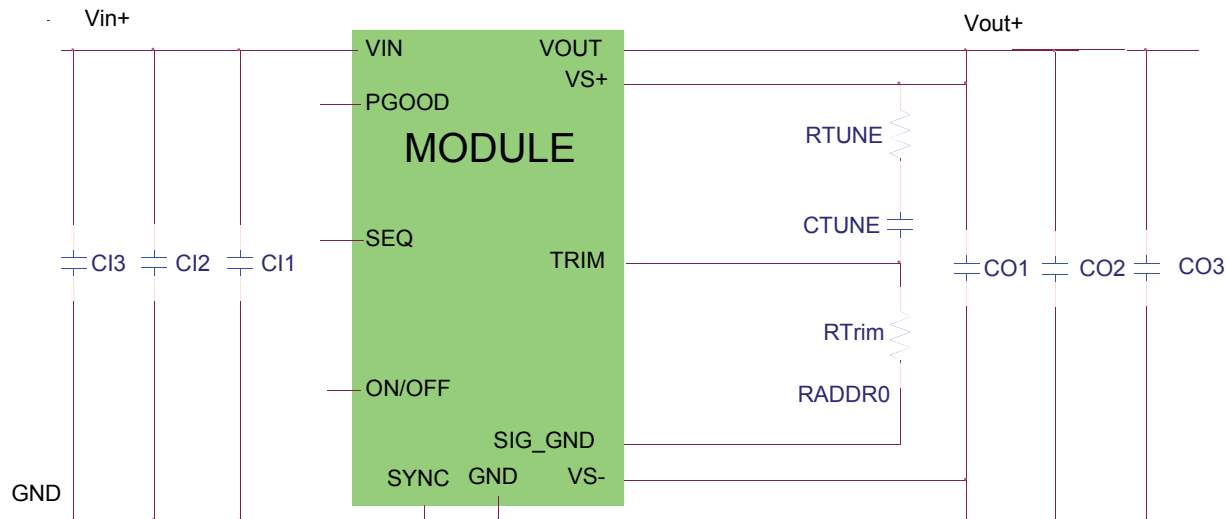 Vin+
Vout+
VIN
VOUT
VS+
PGOOD
MODULE
RTUNE
CTUNE
SEQ
TRIM
CI3
CI2
CI1
CO1
CO2
CO3
RTrim
ON/OFF
RADDR0
SIG_GND
SYNC
GND
VS-
GND